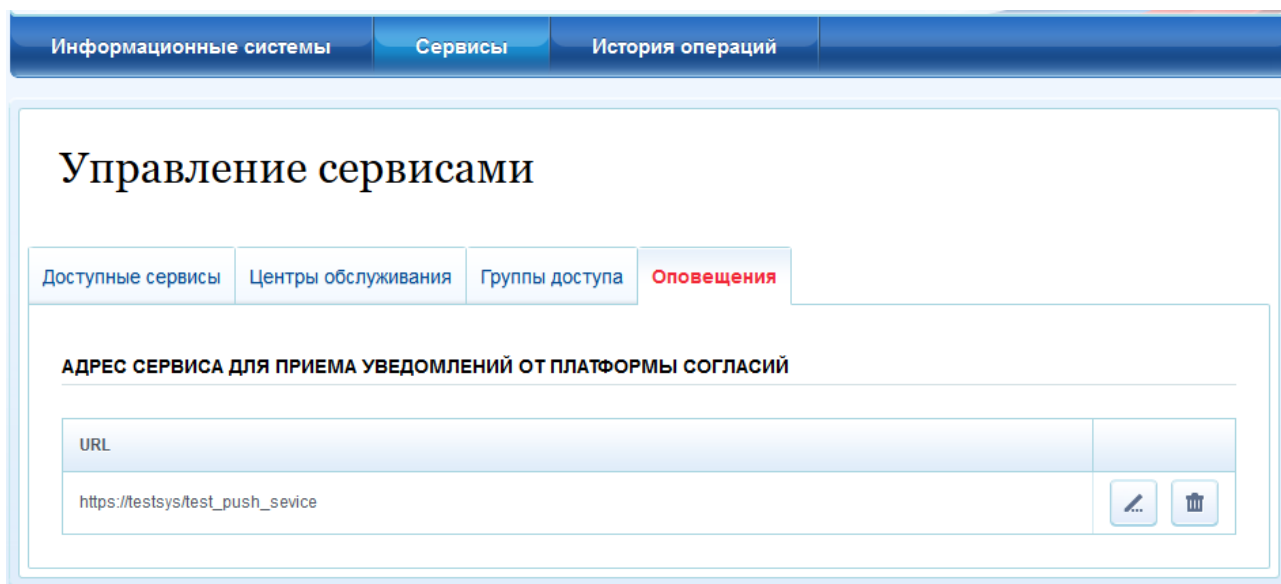 Информационные системы Сервисы История операций
Управление сервисами
Доступные сервисы Центры обслуживания Группы доступа Оповещения
АДРЕС СЕРВИСА ДЛЯ ПРИЕМА УВЕДОМЛЕНИЙ ОТ ПЛАТФОРМЫ СОГЛАСИЙ
URL
https://testsys/test_push_sevice